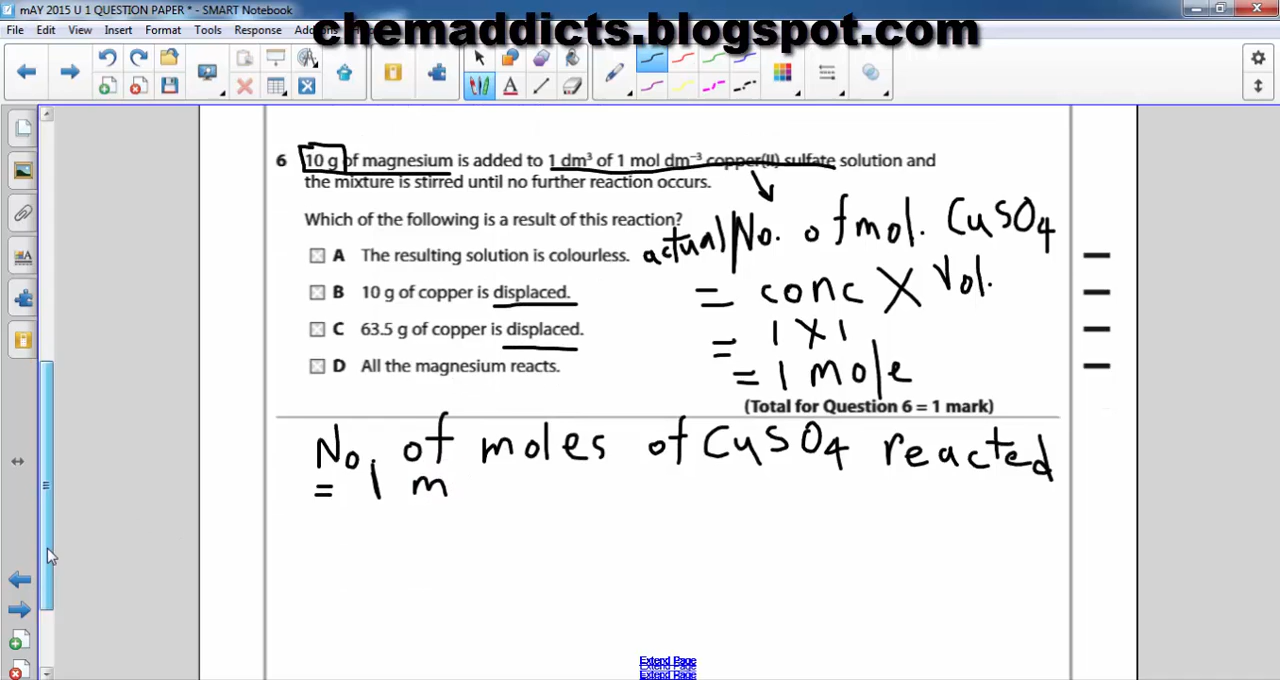 mAY 2015 U 1 QUESTION PAPER * - SMART Notebook
chemaddicts.blogspot.com
File Edit View Insert Format Tools Response
6 10 g of magnesium is added to 1 dm³ of 1 mol dm⁻³ copper(II) sulfate solution and
the mixture is stirred until no further reaction occurs.
Which of the following is a result of this reaction?
actual/No. of mol. CuSO4
A The resulting solution is colourless.
= conc X Vol.
B 10 g of copper is displaced.
= 1 X 1
C 63.5 g of copper is displaced.
= 1 mole
D All the magnesium reacts.
(Total for Question 6 = 1 mark)
No. of moles of CuSO4 reacted
= 1 m
Extend Page
Extend Page
Extend Page